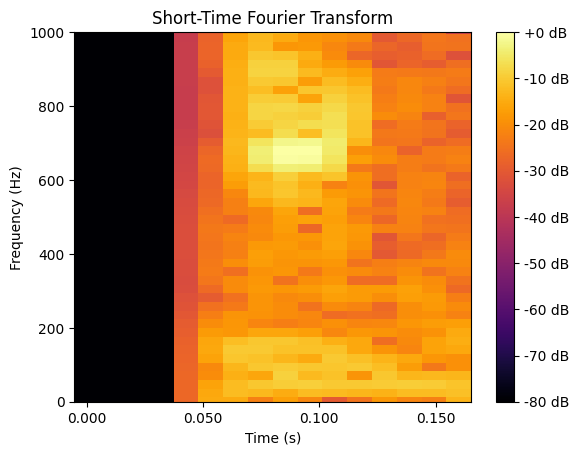 Short-Time Fourier Transform
Frequency (Hz)
1000
800
600
400
200
0
0.000
0.050
0.100
0.150
Time (s)
+0 dB
-10 dB
-20 dB
-30 dB
-40 dB
-50 dB
-60 dB
-70 dB
-80 dB